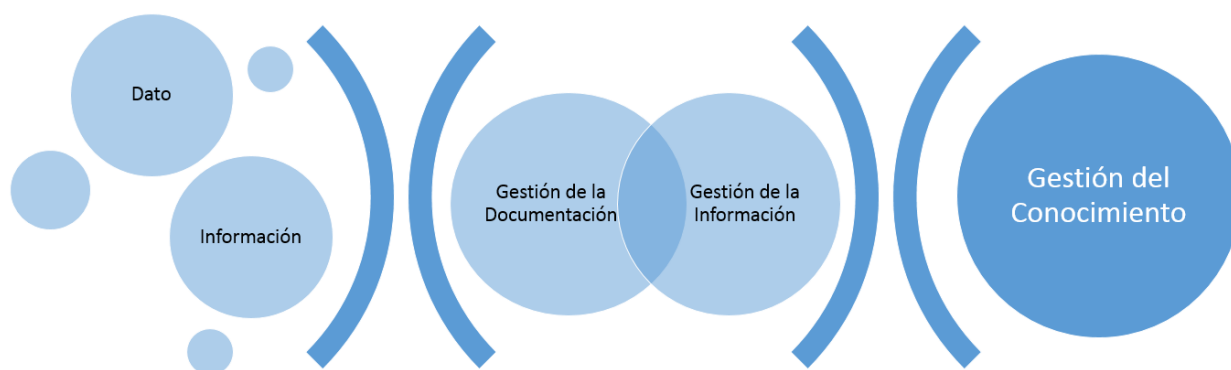 Dato
Información
Gestión de la
Documentación
Gestión de la
Información
Gestión del
Conocimiento